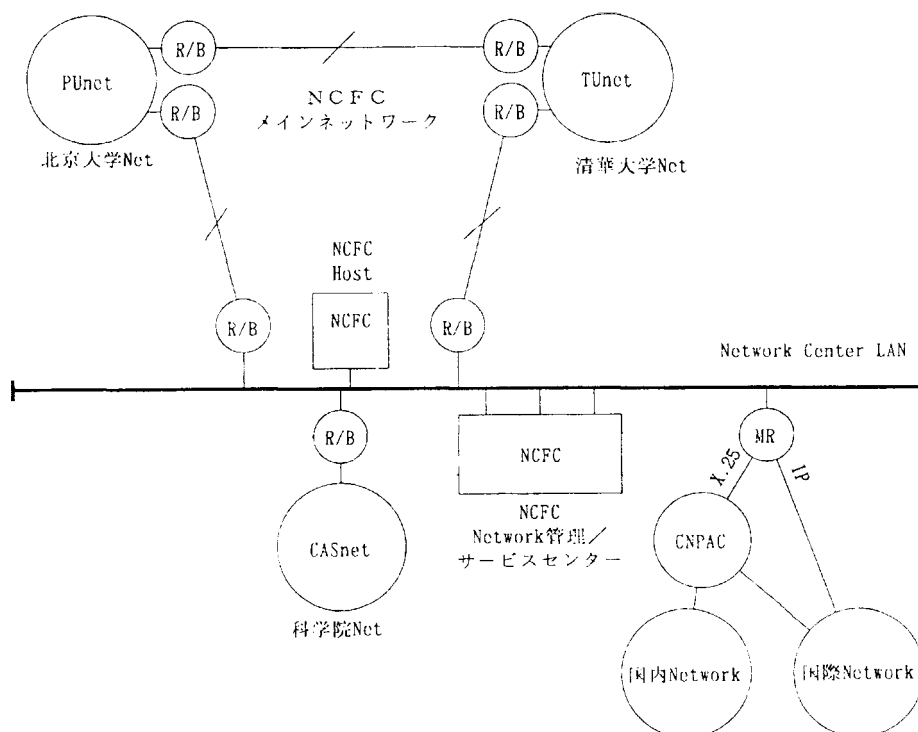 R/B
R/B
PUnet
TUnet
NCFC
メインネットワーク
R/B
R/B
北京大学Net
清華大学Net
NCFC
Host
NCFC
R/B
R/B
Network Center LAN
R/B
MR
NCFC
X.25
IP
NCFC
Network管理／
サービスセンター
CASnet
CNPAC
科学院Net
国内Network
国際Network